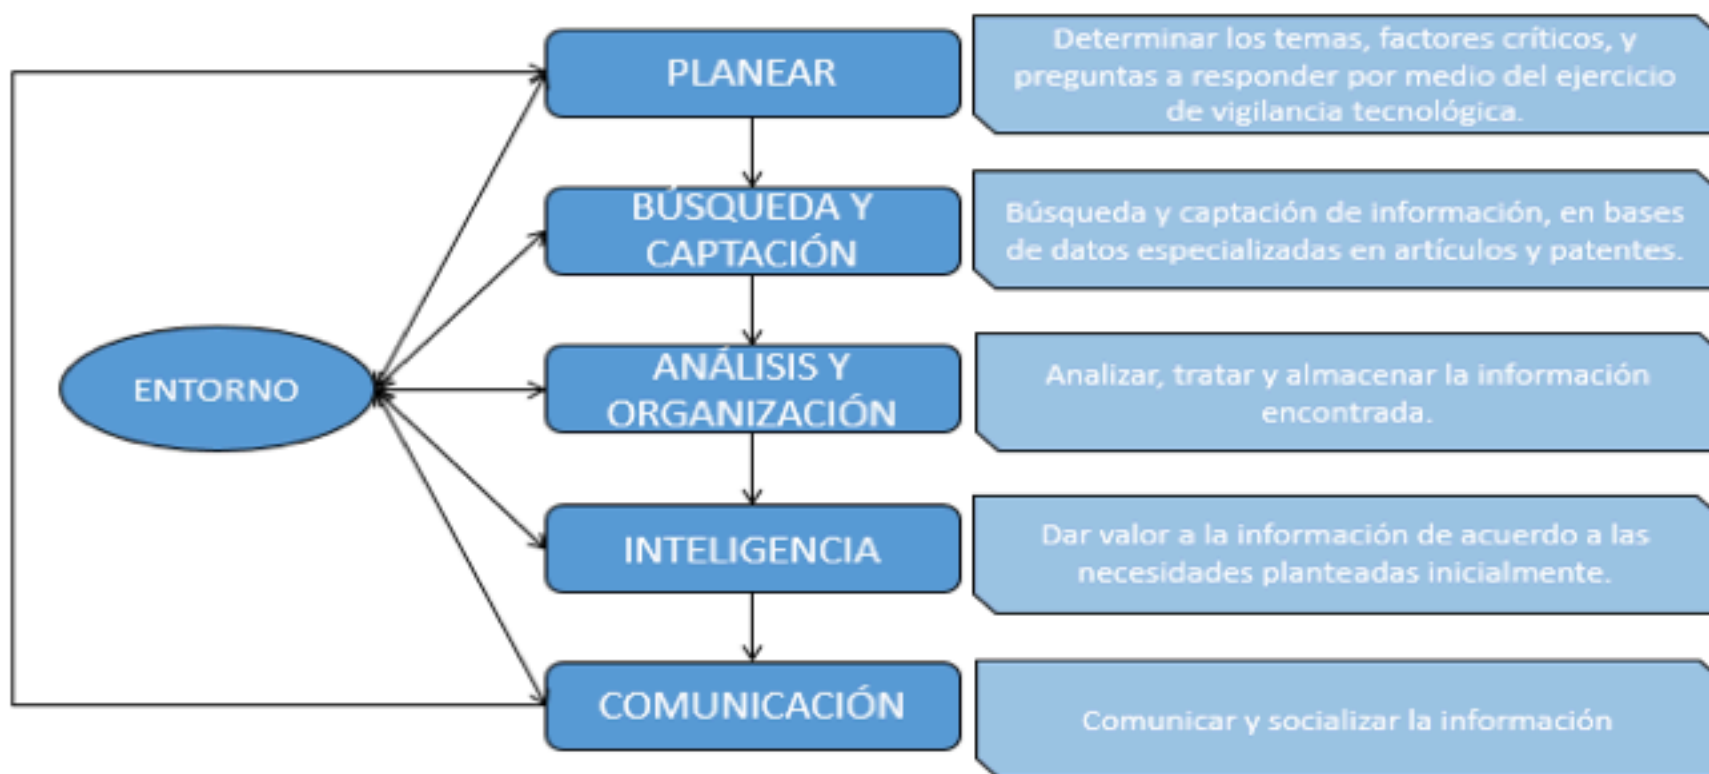 PLANEAR
Determinar los temas, factores críticos, y
preguntas a responder por medio del ejercicio
de vigilancia tecnológica.
BÚSQUEDA Y
CAPTACIÓN
Búsqueda y captación de información, en bases
de datos especializadas en artículos y patentes.
ENTORNO
ANÁLISIS Y
ORGANIZACIÓN
Analizar, tratar y almacenar la información
encontrada.
INTELIGENCIA
Dar valor a la información de acuerdo a las
necesidades planteadas inicialmente.
COMUNICACIÓN
Comunicar y socializar la información